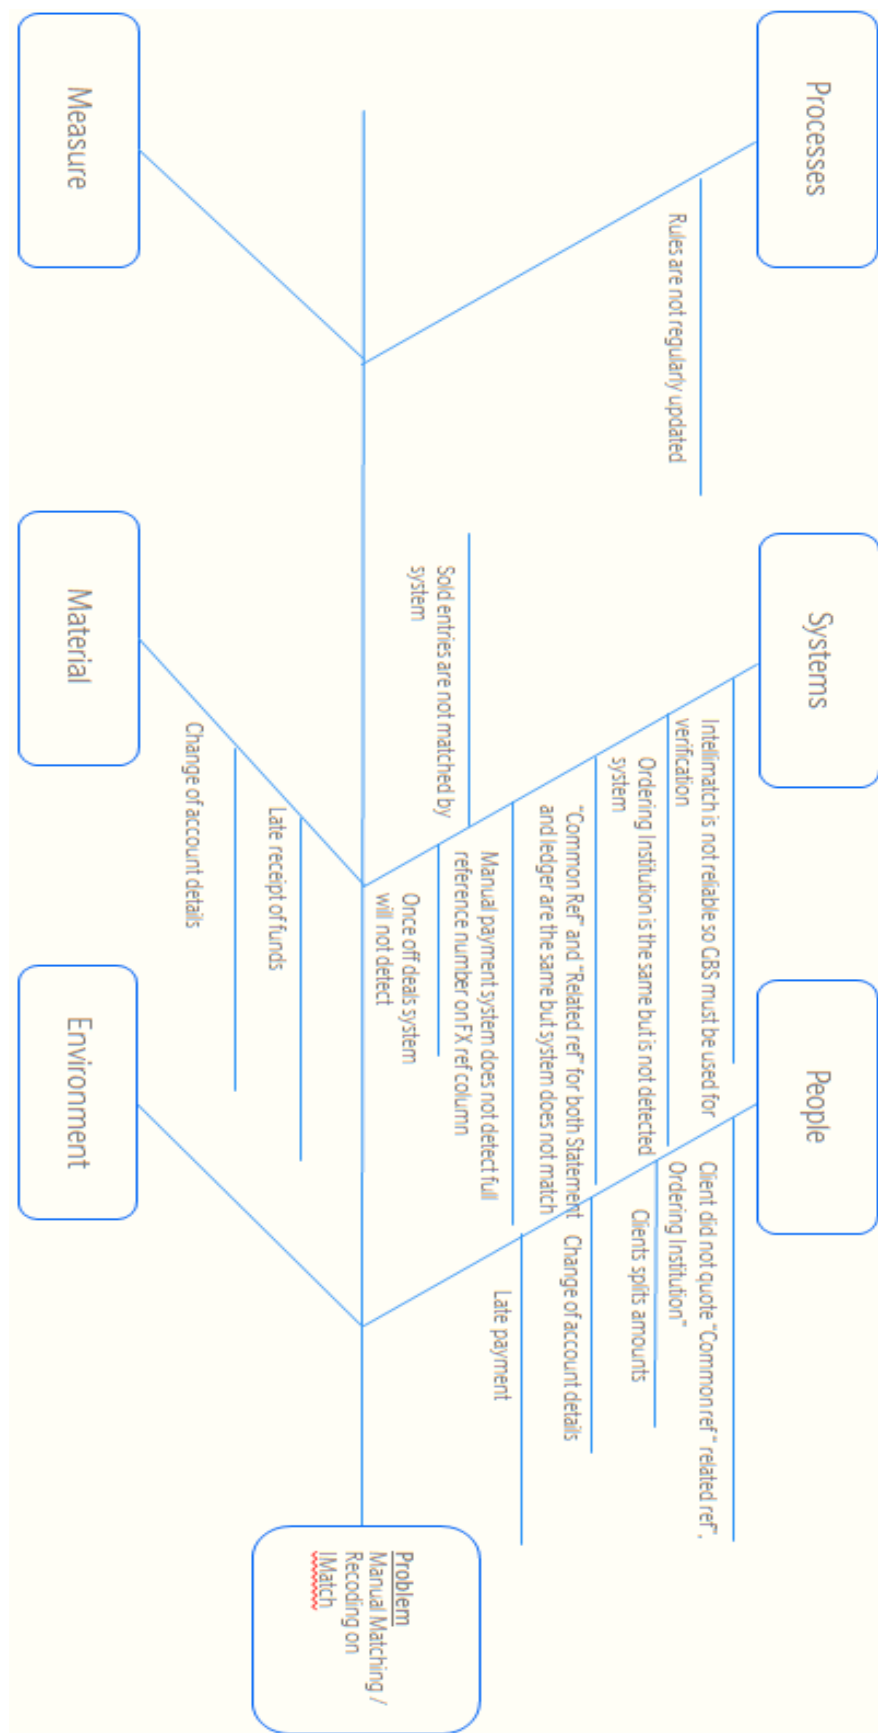 Processes
Systems
People
Rules are not regularly updated
Intellimatch is not reliable so GBS must be used for
verification
Ordering Institution is the same but is not detected
system
"Common Ref" and "Related ref" for both Statement
and ledger are the same but system does not match
Manual payment system does not detect full
reference number on FX ref column
Once off deals system
will not detect
Sold entries are not matched by
system
Client did not quote "Common ref " related ref",
Ordering Institution"
Clients splits amounts
Change of account details
Late payment
Problem
Manual Matching /
Recoding on
IMatch
Late receipt of funds
Change of account details
Measure
Material
Environment